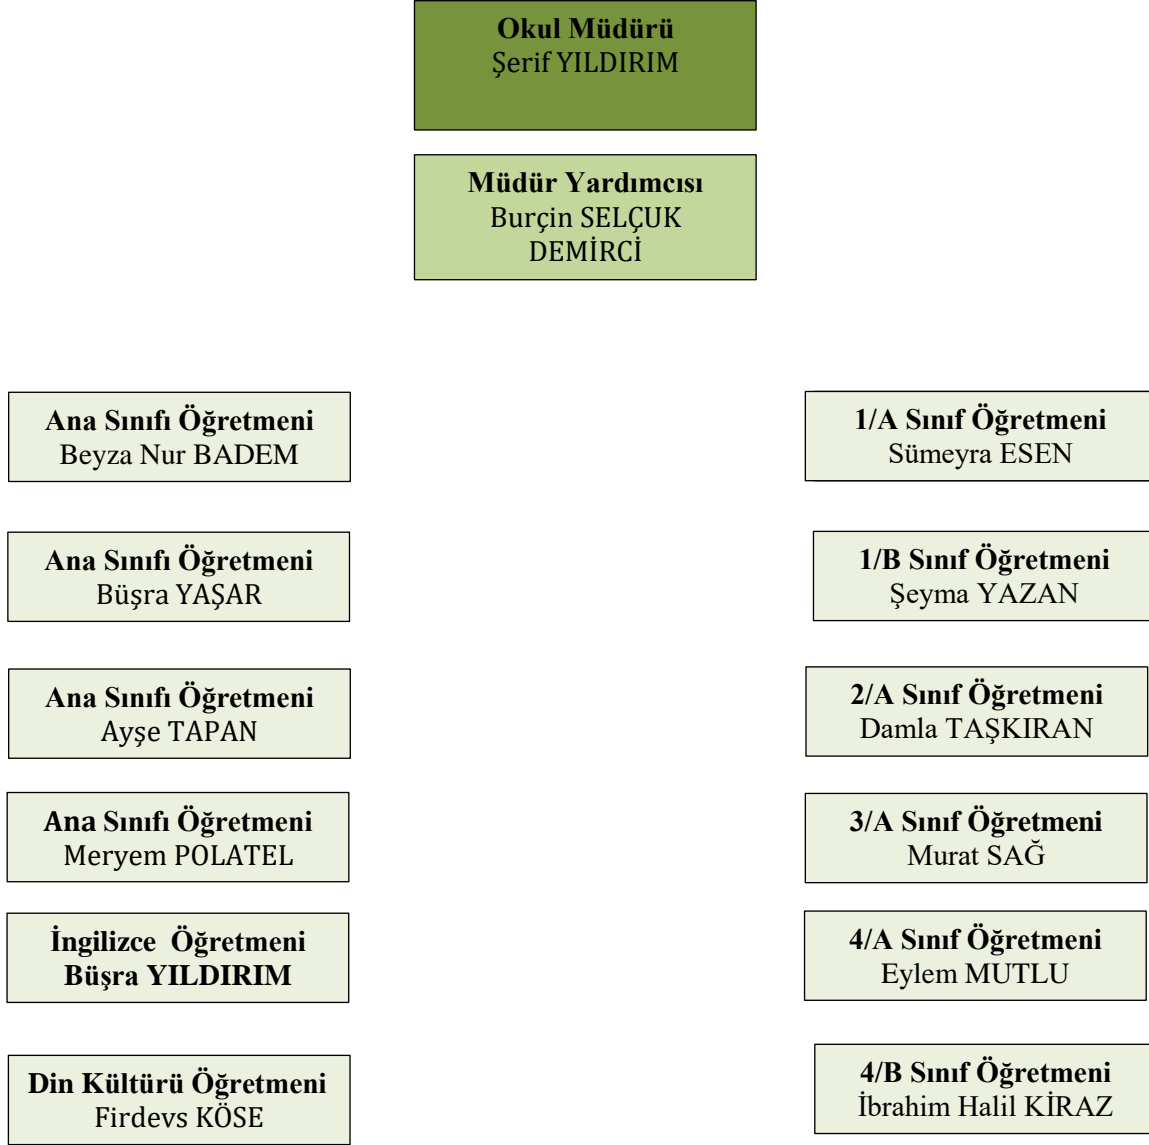 Okul Müdürü
Şerif YILDIRIM
Müdür Yardımcısı
Burçin SELÇUK
DEMİRCİ
Ana Sınıfı Öğretmeni
Beyza Nur BADEM
1/A Sınıf Öğretmeni
Sümeyra ESEN
Ana Sınıfı Öğretmeni
Büşra YAŞAR
1/B Sınıf Öğretmeni
Şeyma YAZAN
Ana Sınıfı Öğretmeni
Ayşe TAPAN
2/A Sınıf Öğretmeni
Damla TAŞKIRAN
Ana Sınıfı Öğretmeni
Meryem POLATEL
3/A Sınıf Öğretmeni
Murat SAĞ
İngilizce  Öğretmeni
Büşra YILDIRIM
4/A Sınıf Öğretmeni
Eylem MUTLU
Din Kültürü Öğretmeni
Firdevs KÖSE
4/B Sınıf Öğretmeni
İbrahim Halil KİRAZ